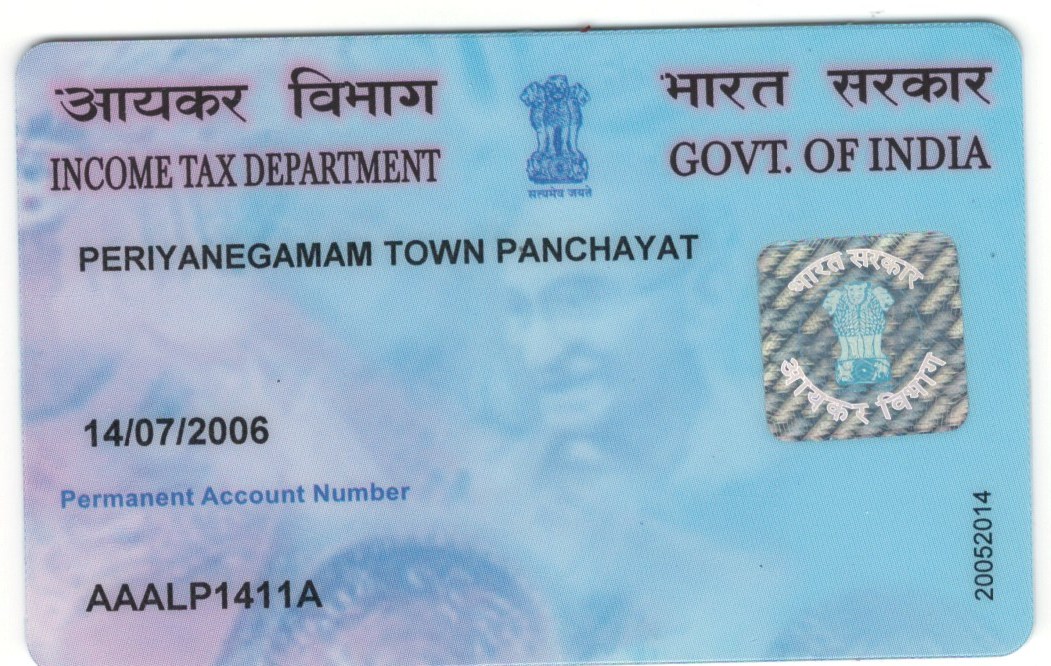 आयकर विभाग
भारत सरकार
INCOME TAX DEPARTMENT
GOVT. OF INDIA
सत्यमेव जयते
PERIYANEGAMAM TOWN PANCHAYAT
भारत सरकार
आयकर विभाग
14/07/2006
Permanent Account Number
AAALP1411A
20052014